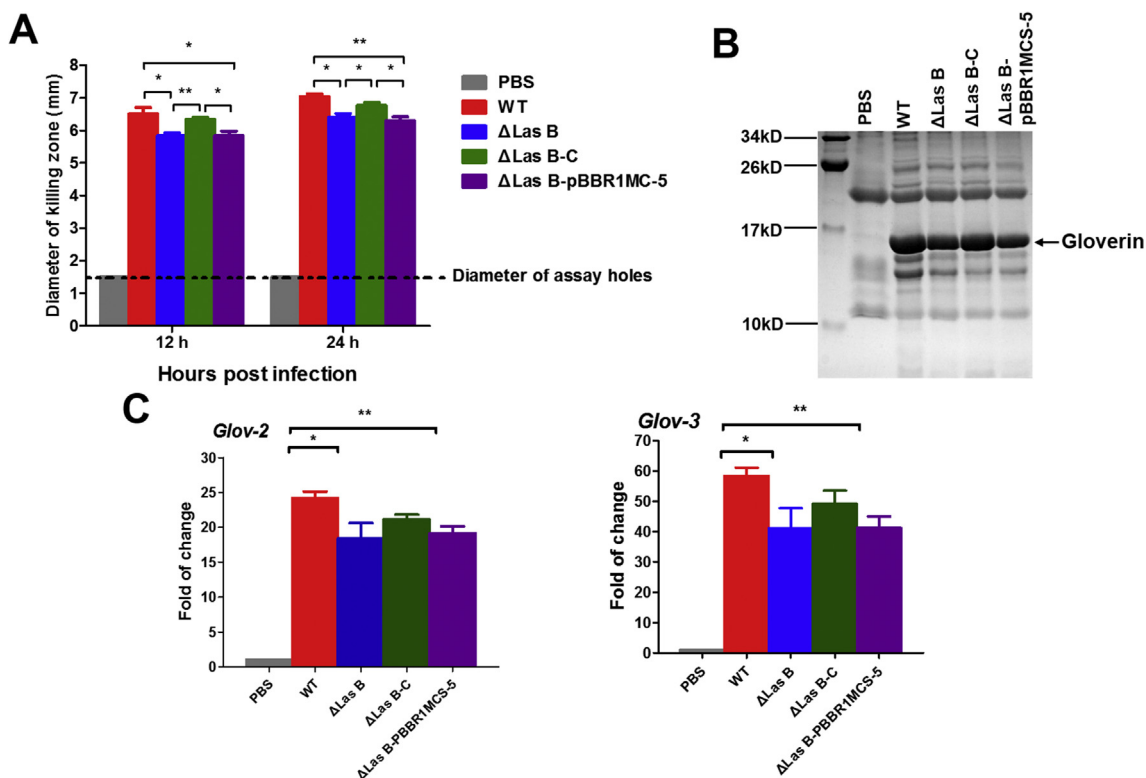 A
Diameter of killing zone (mm)
8
7
6
5
4
3
2
1
0
*
*
**
*
**
*
*
*
12 h
24 h
Hours post infection
Diameter of assay holes
PBS
WT
ΔLas B
ΔLas B-C
ΔLas B-pBBR1MC-5
B
PBS
WT
ΔLas B
ΔLas B-C
ΔLas B-
pBBR1MCS-5
34kD
26kD
17kD
10kD
Gloverin
C
Glov-2
**
*
Fold of change
30
25
20
15
10
5
0
PBS
WT
ΔLas B
ΔLas B-C
ΔLas B-PBBR1MCS-5
Glov-3
**
*
Fold of change
70
60
50
40
30
20
10
0
PBS
WT
ΔLas B
ΔLas B-C
ΔLas B-PBBR1MCS-5